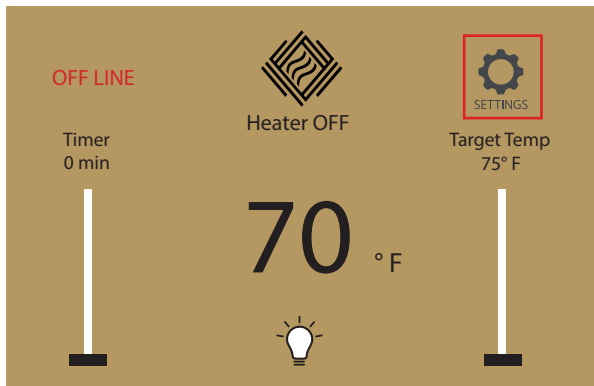 OFF LINE
Heater OFF
SETTINGS
Timer
0 min
Target Temp
75° F
70 ° F